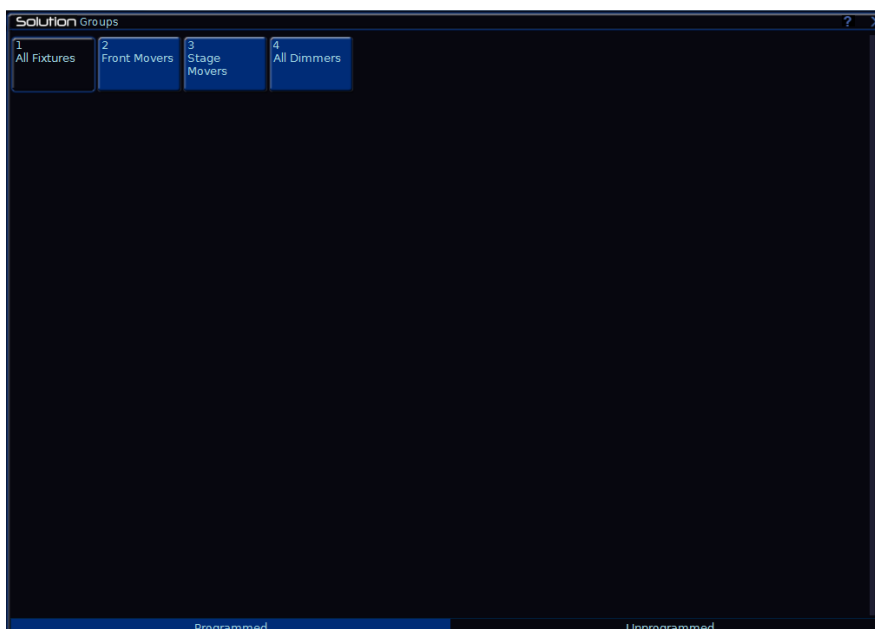 Solution Groups ?
1
All Fixtures
2
Front Movers
3
Stage
Movers
4
All Dimmers
Programmed Unprogrammed